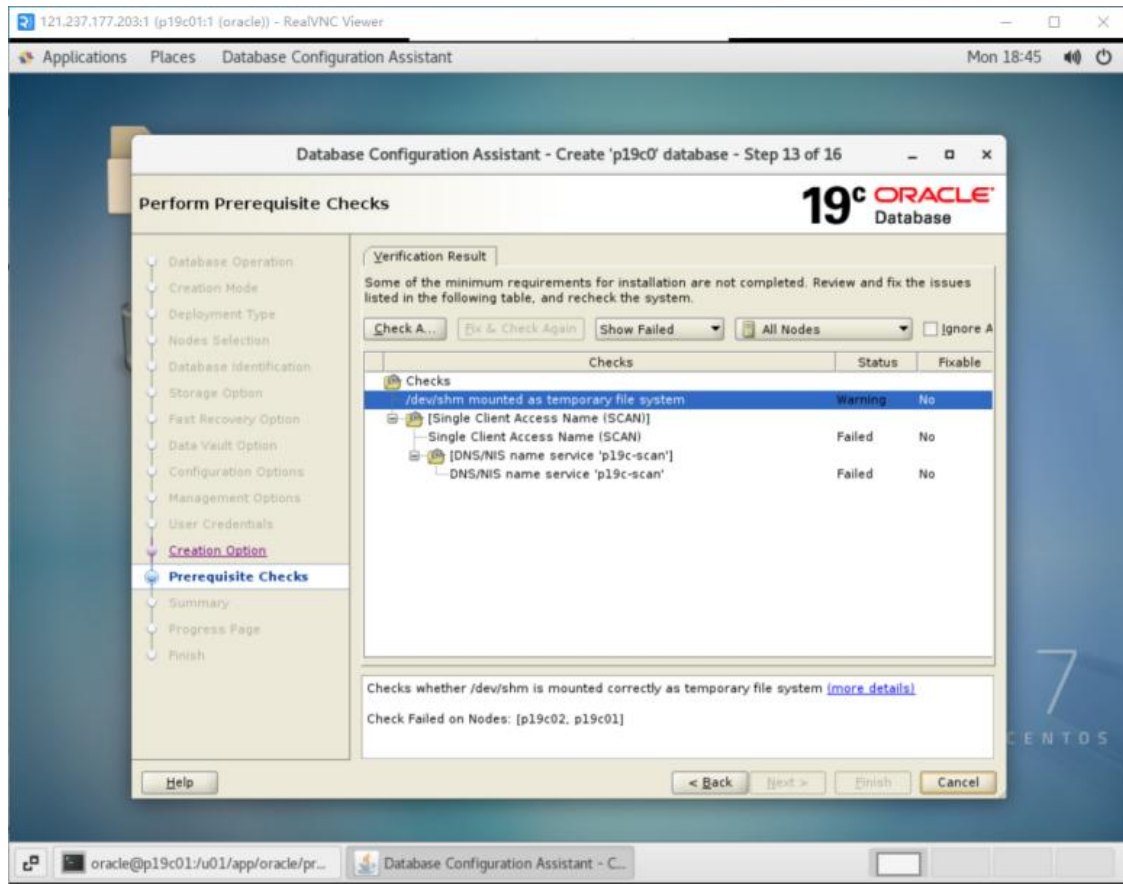 121.237.177.203:1 (p19c01:1 (oracle)) - RealVNC Viewer
Applications Places Database Configuration Assistant Mon 18:45
Database Configuration Assistant - Create 'p19c0' database - Step 13 of 16
Perform Prerequisite Checks
19c ORACLE
Database
Database Operation
Creation Mode
Deployment Type
Nodes Selection
Database Identification
Storage Option
Fast Recovery Option
Data Vault Option
Configuration Options
Management Options
User Credentials
Creation Option
Prerequisite Checks
Summary
Progress Page
Finish
Verification Result
Some of the minimum requirements for installation are not completed. Review and fix the issues
listed in the following table, and recheck the system.
Check A... Fix & Check Again Show Failed All Nodes Ignore A
Checks Status Fixable
Checks
/dev/shm mounted as temporary file system Warning No
[Single Client Access Name (SCAN)]
Single Client Access Name (SCAN) Failed No
[DNS/NIS name service 'p19c-scan']
DNS/NIS name service 'p19c-scan' Failed No
Checks whether /dev/shm is mounted correctly as temporary file system (more details)
Check Failed on Nodes: [p19c02, p19c01]
Help < Back Next > Finish Cancel
7
CENTOS
oracle@p19c01:/u01/app/oracle/pr... Database Configuration Assistant - C...